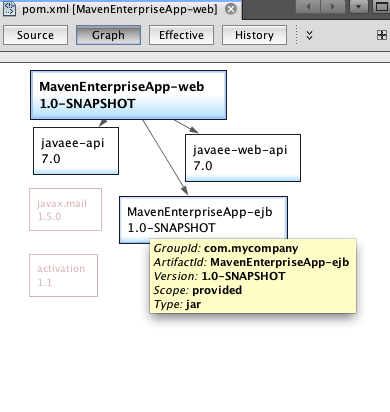 pom.xml [MavenEnterpriseApp-web]
Source Graph Effective History
MavenEnterpriseApp-web
1.0-SNAPSHOT
javaee-api
7.0
javaee-web-api
7.0
javax.mail
1.5.0
MavenEnterpriseApp-ejb
1.0-SNAPSHOT
activation
1.1
GroupId: com.mycompany
ArtifactId: MavenEnterpriseApp-ejb
Version: 1.0-SNAPSHOT
Scope: provided
Type: jar